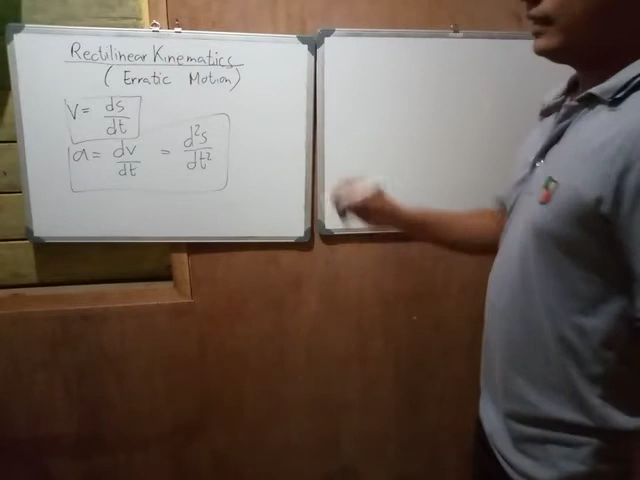 Rectilinear Kinematics
(Erratic Motion)
V = ds/dt
a = dv/dt = d²s/dt²